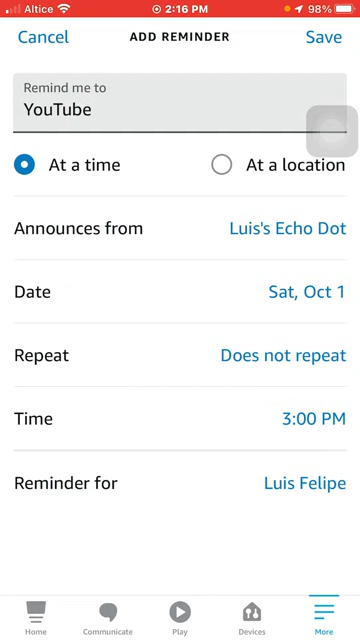 Altice 2:16 PM 98%
Cancel ADD REMINDER Save
Remind me to
YouTube
At a time At a location
Announces from Luis's Echo Dot
Date Sat, Oct 1
Repeat Does not repeat
Time 3:00 PM
Reminder for Luis Felipe
Home Communicate Play Devices More